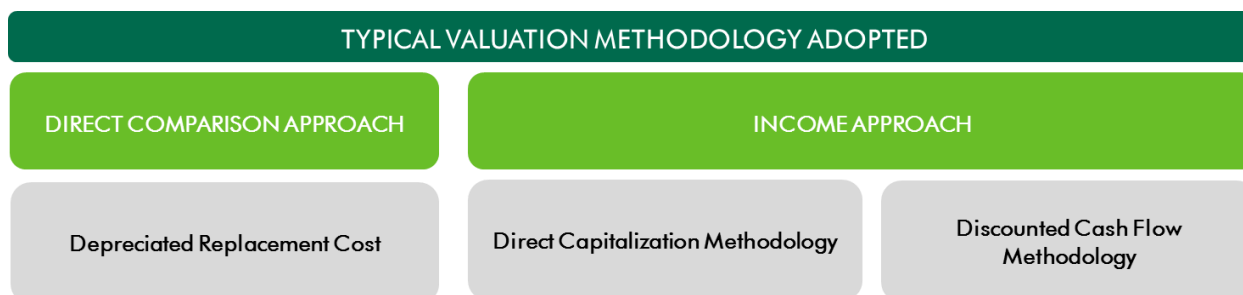 TYPICAL VALUATION METHODOLOGY ADOPTED
DIRECT COMPARISON APPROACH
INCOME APPROACH
Depreciated Replacement Cost
Direct Capitalization Methodology
Discounted Cash Flow
Methodology